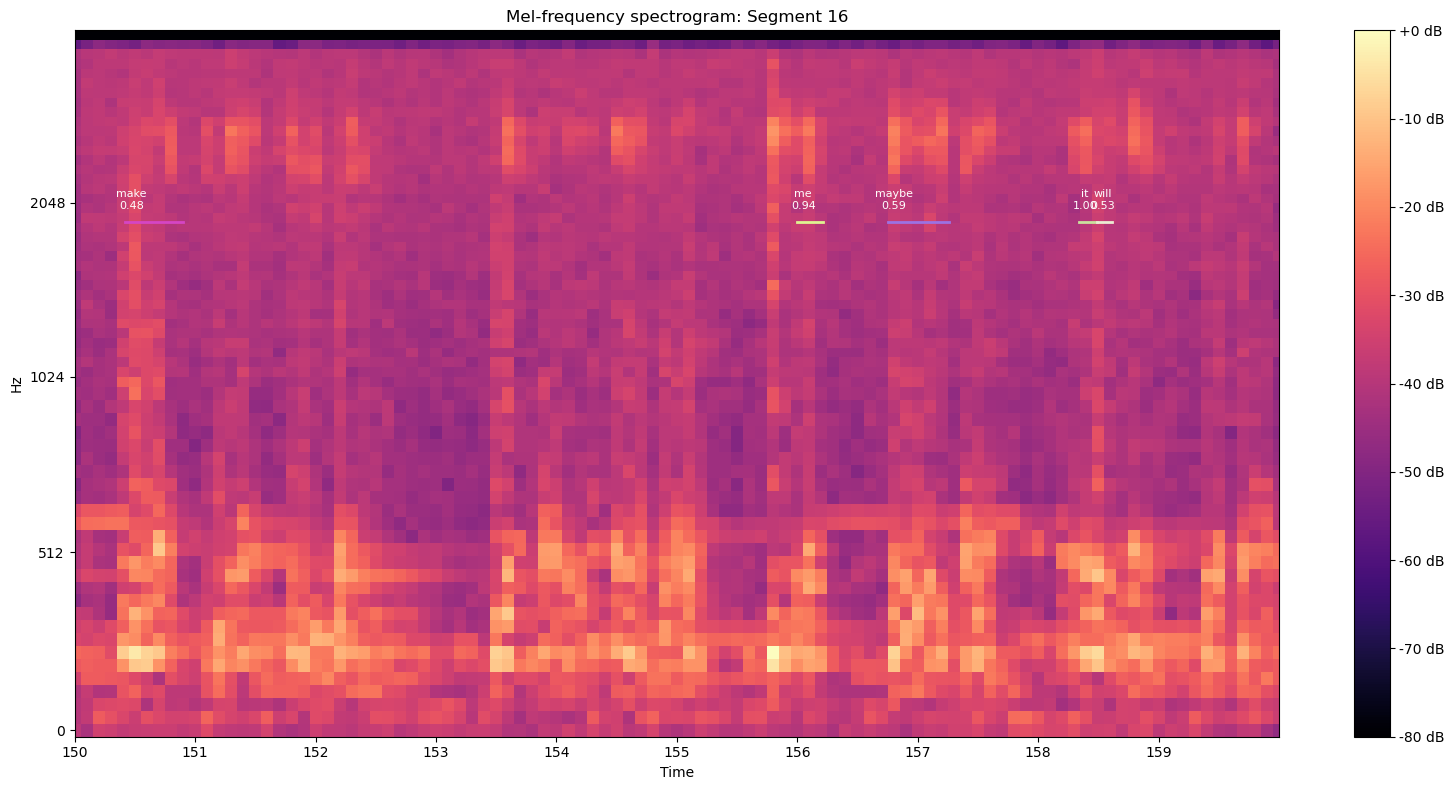 Mel-frequency spectrogram: Segment 16
+0 dB
-10 dB
-20 dB
-30 dB
-40 dB
-50 dB
-60 dB
-70 dB
-80 dB
Hz
2048
1024
512
0
make
0.48
me
0.94
maybe
0.59
it
1.00
will
0.53
150 151 152 153 154 155 156 157 158 159
Time